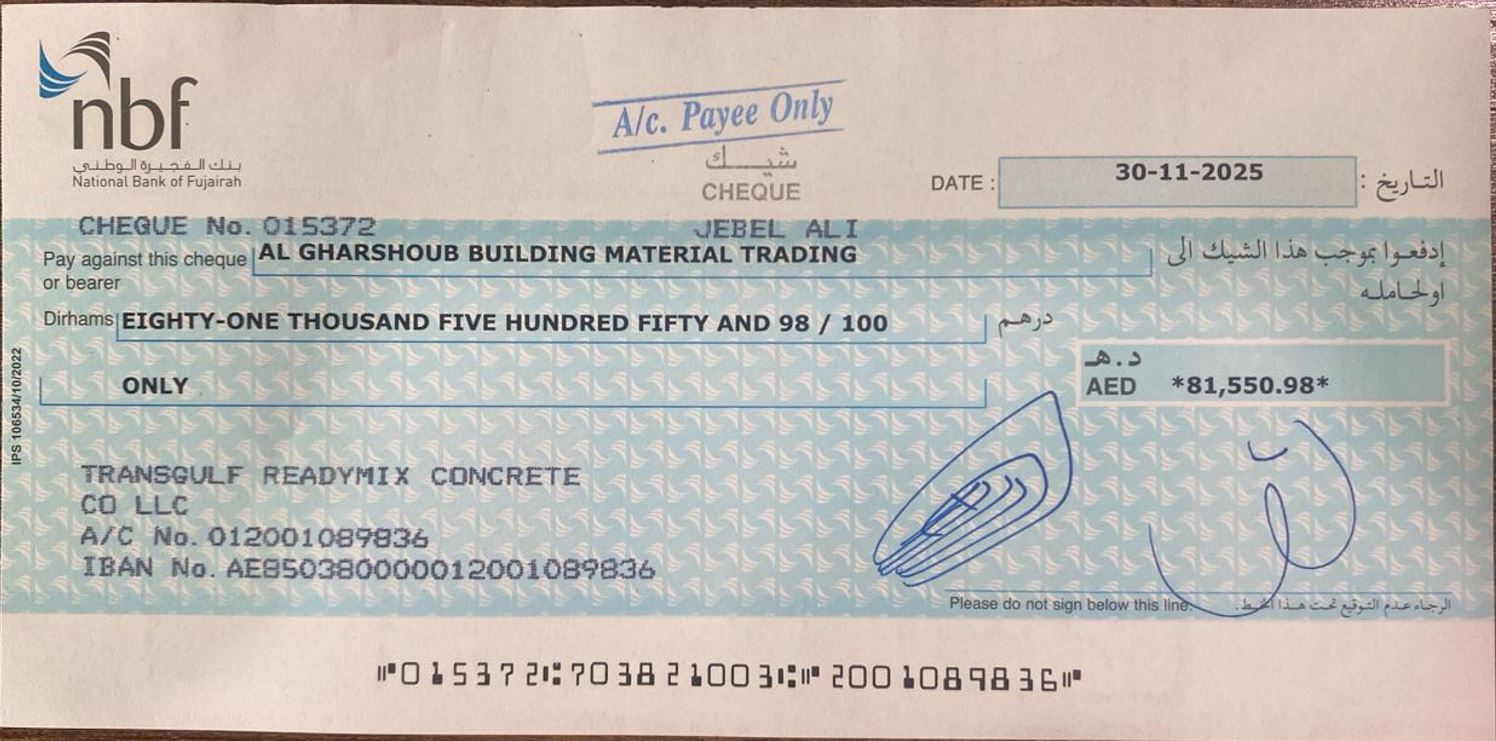 nbf
بنك الفجيرة الوطني
National Bank of Fujairah
A/c. Payee Only
شيك
CHEQUE
DATE : 30-11-2025 التاريخ :
CHEQUE No. 015372 JEBEL ALI
Pay against this cheque AL GHARSHOUB BUILDING MATERIAL TRADING إدفعوا بموجب هذا الشيك الى
or bearer اولحامله
Dirhams EIGHTY-ONE THOUSAND FIVE HUNDRED FIFTY AND 98 / 100 درهم
ONLY
د.هـ
AED *81,550.98*
IPS 106534/10/2022
TRANSGULF READYMIX CONCRETE
CO LLC
A/C No. 012001089836
IBAN No. AE850380000012001089836
Please do not sign below this line. الرجاء عدم التوقيع تحت هذا الخط.
⑈015372⑆703821003⑆⑈2001089836⑈